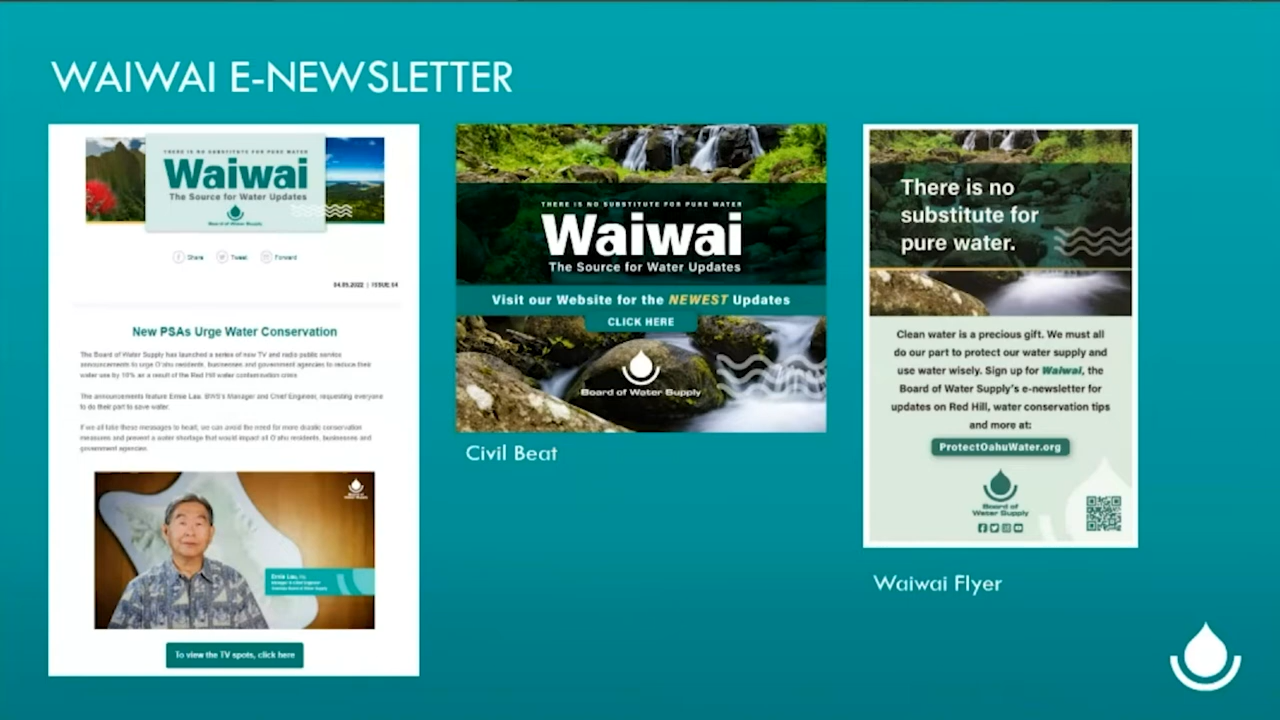 WAIWAI E-NEWSLETTER
THERE IS NO SUBSTITUTE FOR PURE WATER
Waiwai
The Source for Water Updates
Board of Water Supply
Share Tweet Forward
04.05.2022 | ISSUE 04
New PSAs Urge Water Conservation
The Board of Water Supply has launched a series of new TV and radio public service
announcements to urge O'ahu residents, businesses and government agencies to reduce their
water use by 10% as a result of the Red Hill water contamination crisis
The announcements feature Ernie Lau, BWS's Manager and Chief Engineer, requesting everyone
to do their part to save water.
If we all take these messages to heart, we can avoid the need for more drastic conservation
measures and prevent a water shortage that would impact all O'ahu residents, businesses and
government agencies.
Board of
Water Supply
Ernie Lau, P.E.
Manager & Chief Engineer
To view the TV spots, click here
THERE IS NO SUBSTITUTE FOR PURE WATER
Waiwai
The Source for Water Updates
Visit our Website for the NEWEST Updates
CLICK HERE
Board of Water Supply
Civil Beat
There is no
substitute for
pure water.
Clean water is a precious gift. We must all
do our part to protect our water supply and
use water wisely. Sign up for Waiwai, the
Board of Water Supply's e-newsletter for
updates on Red Hill, water conservation tips
and more at:
ProtectOahuWater.org
Board of
Water Supply
Waiwai Flyer